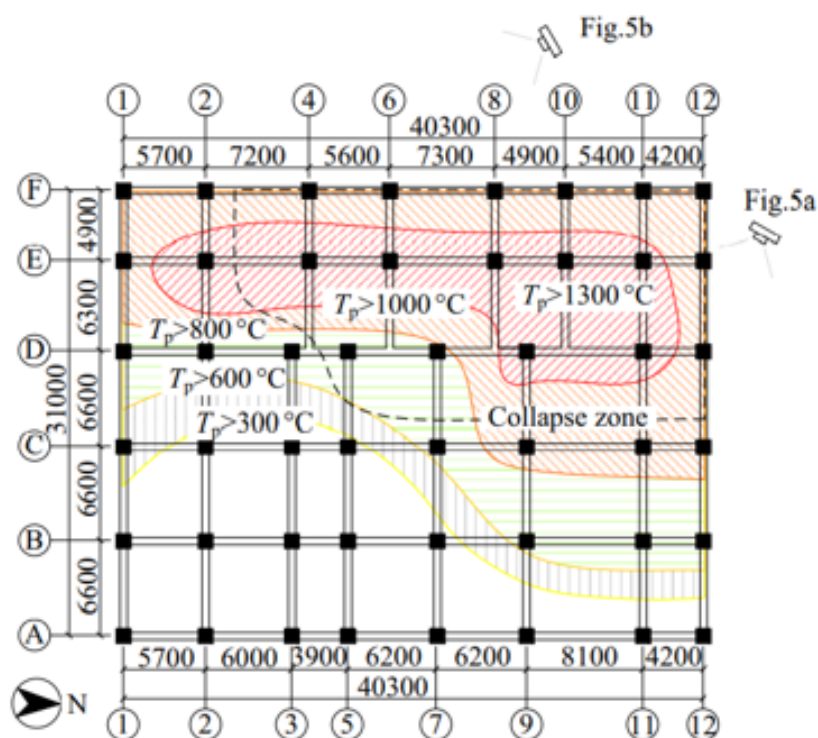 Fig.5b
1 2 4 6 8 10 11 12
40300
5700 7200 5600 7300 4900 5400 4200
Fig.5a
F
4900
E
6300
Tp>1000 °C Tp>1300 °C
Tp>800 °C
D
31000
6600
Tp>600 °C
Tp>300 °C
Collapse zone
C
6600
B
6600
A
5700 6000 3900 6200 6200 8100 4200
N
40300
1 2 3 5 7 9 11 12